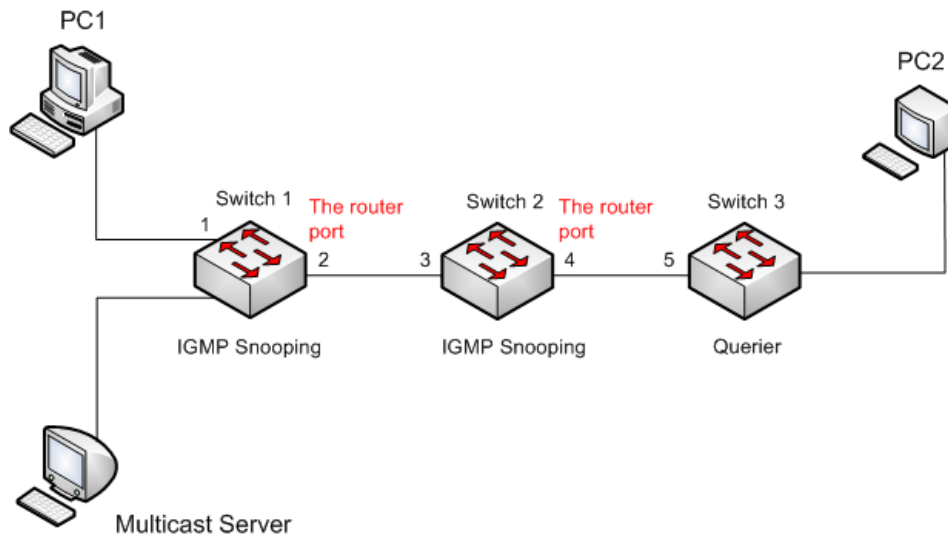 PC1
PC2
Switch 1
Switch 2
Switch 3
The router
port
The router
port
1
2
3
4
5
IGMP Snooping
IGMP Snooping
Querier
Multicast Server